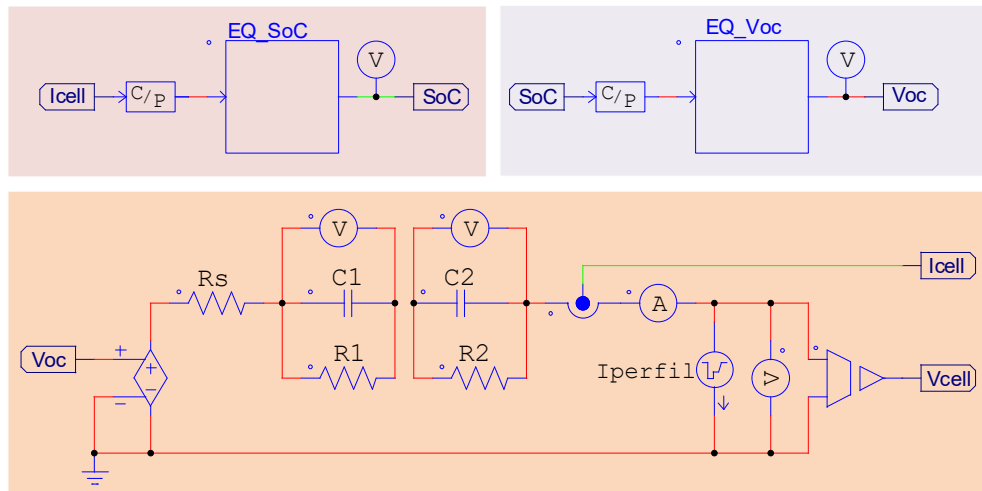 EQ_SoC
V
Icell
C/P
SoC
EQ_Voc
V
SoC
C/P
Voc
V
V
Rs
C1
C2
Icell
A
R1
R2
Iperfil
V
Voc
+
+
−
−
Vcell